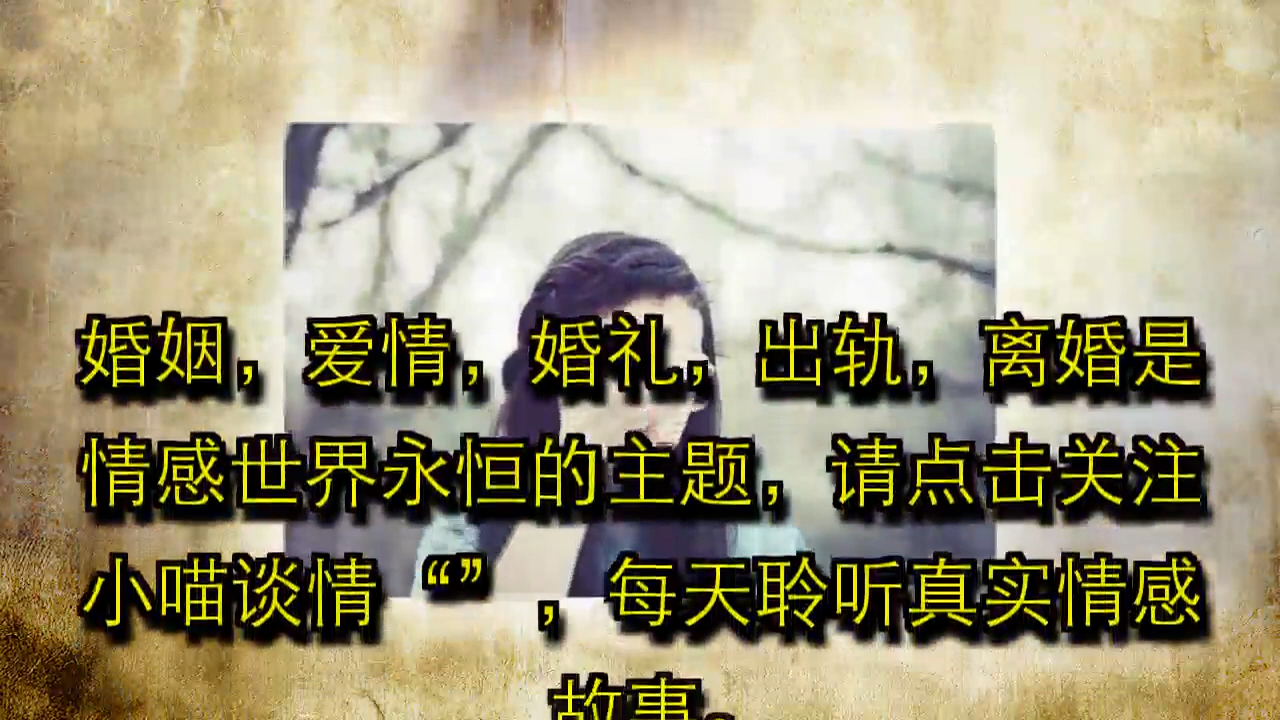 婚姻，爱情，婚礼，出轨，离婚是
情感世界永恒的主题，请点击关注
小喵谈情“”，每天聆听真实情感
故事。